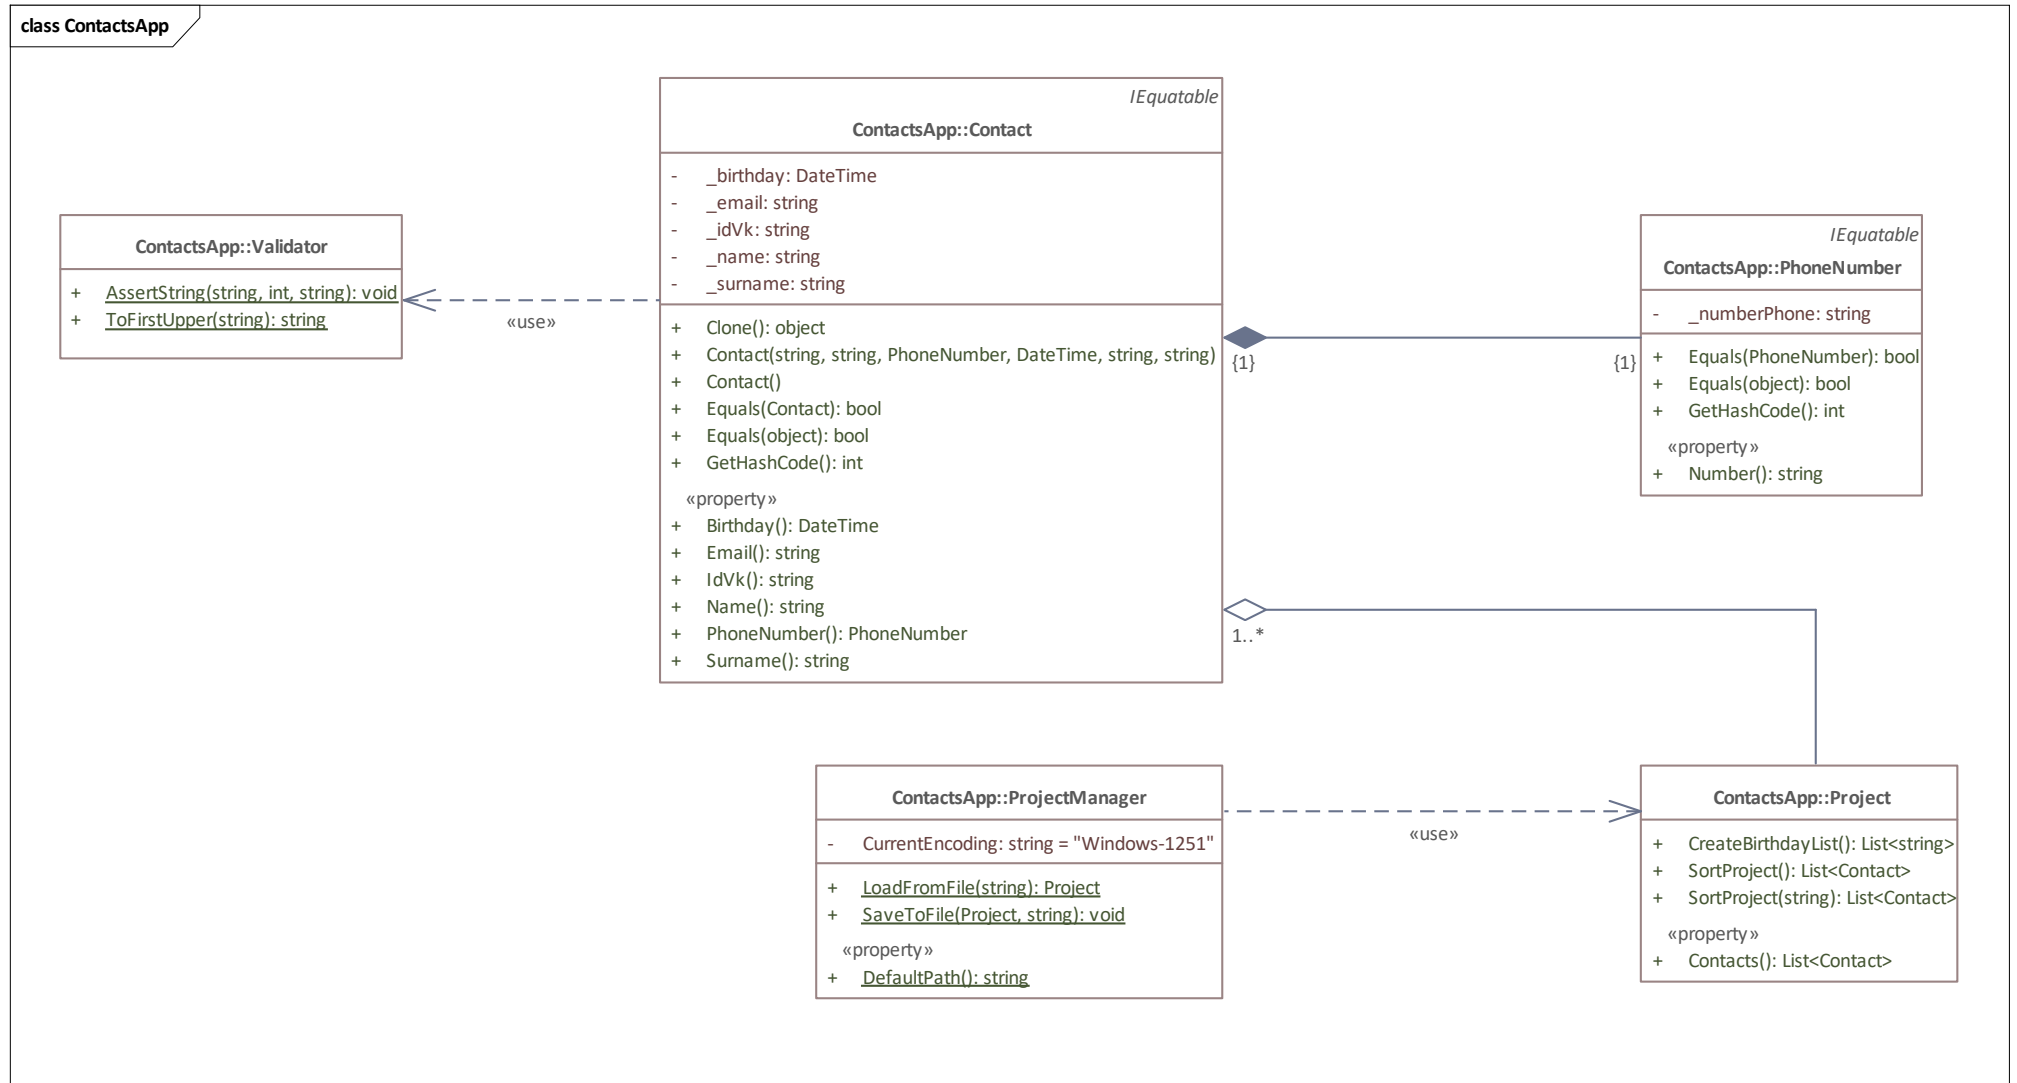 class ContactsApp
IEquatable
ContactsApp::Contact
- _birthday: DateTime
- _email: string
- _idVk: string
- _name: string
- _surname: string
+ Clone(): object
+ Contact(string, string, PhoneNumber, DateTime, string, string)
+ Contact()
+ Equals(Contact): bool
+ Equals(object): bool
+ GetHashCode(): int
«property»
+ Birthday(): DateTime
+ Email(): string
+ IdVk(): string
+ Name(): string
+ PhoneNumber(): PhoneNumber
+ Surname(): string
ContactsApp::Validator
+ AssertString(string, int, string): void
+ ToFirstUpper(string): string
«use»
{1}
{1}
IEquatable
ContactsApp::PhoneNumber
- _numberPhone: string
+ Equals(PhoneNumber): bool
+ Equals(object): bool
+ GetHashCode(): int
«property»
+ Number(): string
1..*
ContactsApp::ProjectManager
- CurrentEncoding: string = "Windows-1251"
+ LoadFromFile(string): Project
+ SaveToFile(Project, string): void
«property»
+ DefaultPath(): string
«use»
ContactsApp::Project
+ CreateBirthdayList(): List<string>
+ SortProject(): List<Contact>
+ SortProject(string): List<Contact>
«property»
+ Contacts(): List<Contact>